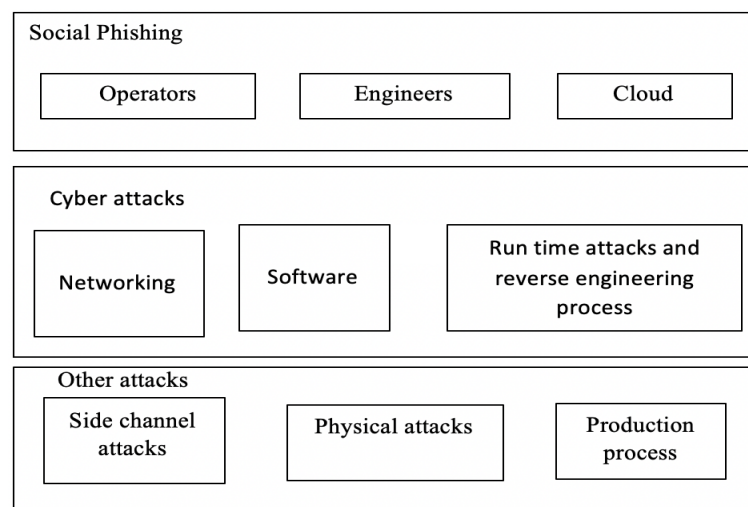 Social Phishing
Operators
Engineers
Cloud
Cyber attacks
Networking
Software
Run time attacks and
reverse engineering
process
Other attacks
Side channel
attacks
Physical attacks
Production
process